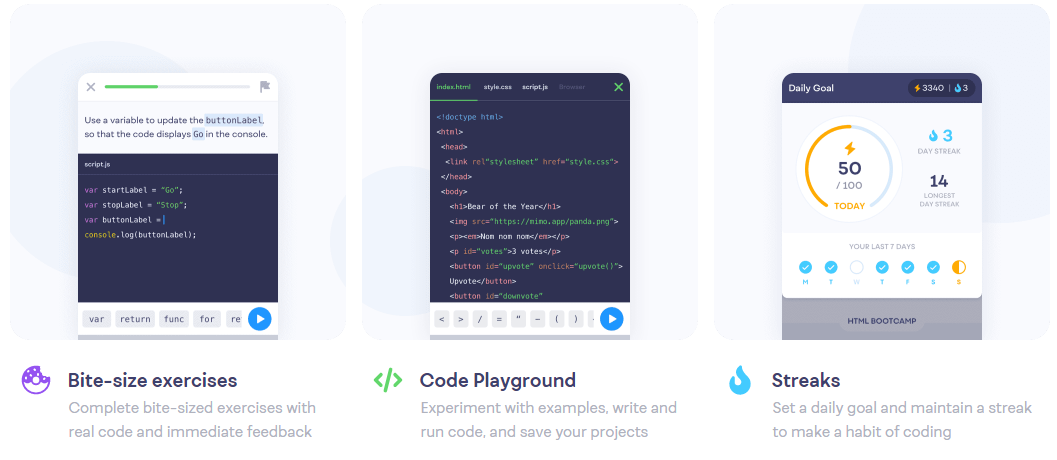 Use a variable to update the buttonLabel,
so that the code displays Go in the console.
script.js
var startLabel = “Go”;
var stopLabel = “Stop”;
var buttonLabel =
console.log(buttonLabel);
var return func for re
Bite-size exercises
Complete bite-sized exercises with
real code and immediate feedback
index.html style.css script.js Browser
<!doctype html>
<html>
<head>
<link rel“stylesheet” href=“style.css”>
</head>
<body>
<h1>Bear of the Year</h1>
<img src=“https://mimo.app/panda.png”>
<p><em>Nom nom nom</em></p>
<p id=“votes”>3 votes</p>
<button id=“upvote” onclick=“upvote()”>
Upvote</button>
<button id=“downvote”
< > / = “ – ( )
Code Playground
Experiment with examples, write and
run code, and save your projects
Daily Goal 3340 | 3
50
/ 100
TODAY
3
DAY STREAK
14
LONGEST
DAY STREAK
YOUR LAST 7 DAYS
M T W T F S S
HTML BOOTCAMP
Streaks
Set a daily goal and maintain a streak
to make a habit of coding